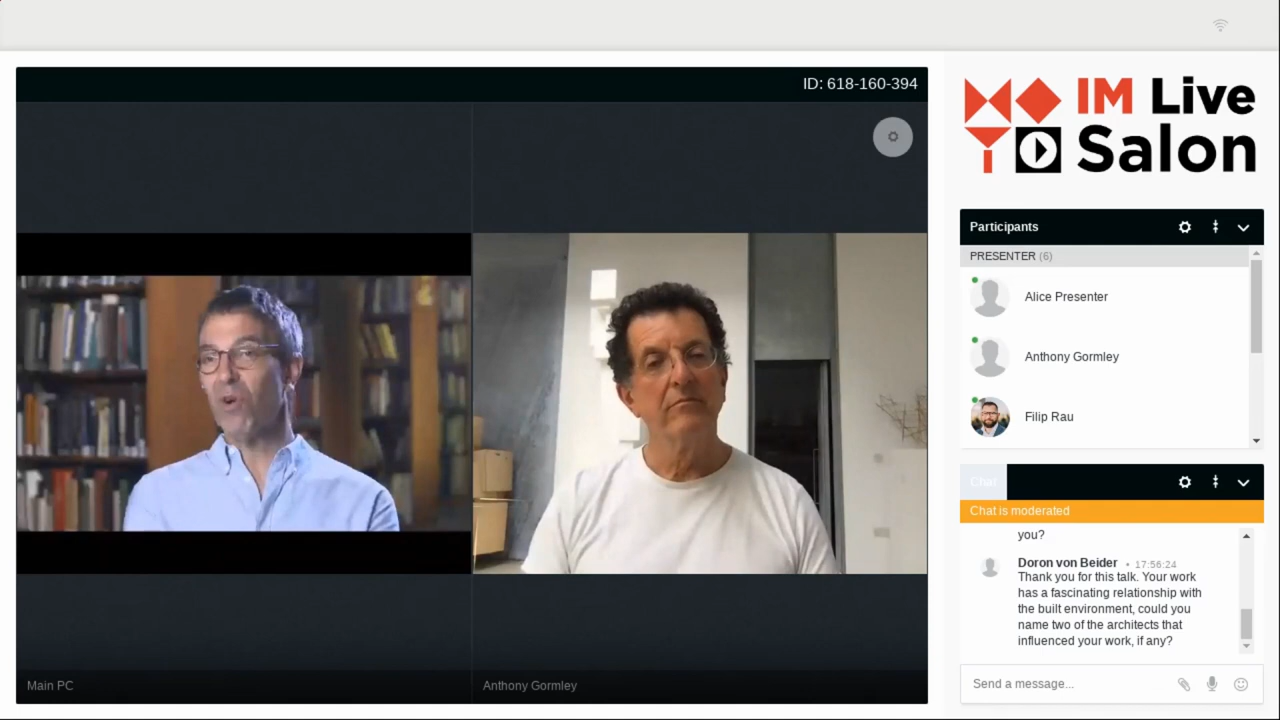 ID: 618-160-394
IM Live
Salon
Participants
PRESENTER (6)
Alice Presenter
Anthony Gormley
Filip Rau
Chat
Chat is moderated
you?
Doron von Beider • 17:56:24
Thank you for this talk. Your work
has a fascinating relationship with
the built environment, could you
name two of the architects that
influenced your work, if any?
Send a message...
Main PC
Anthony Gormley